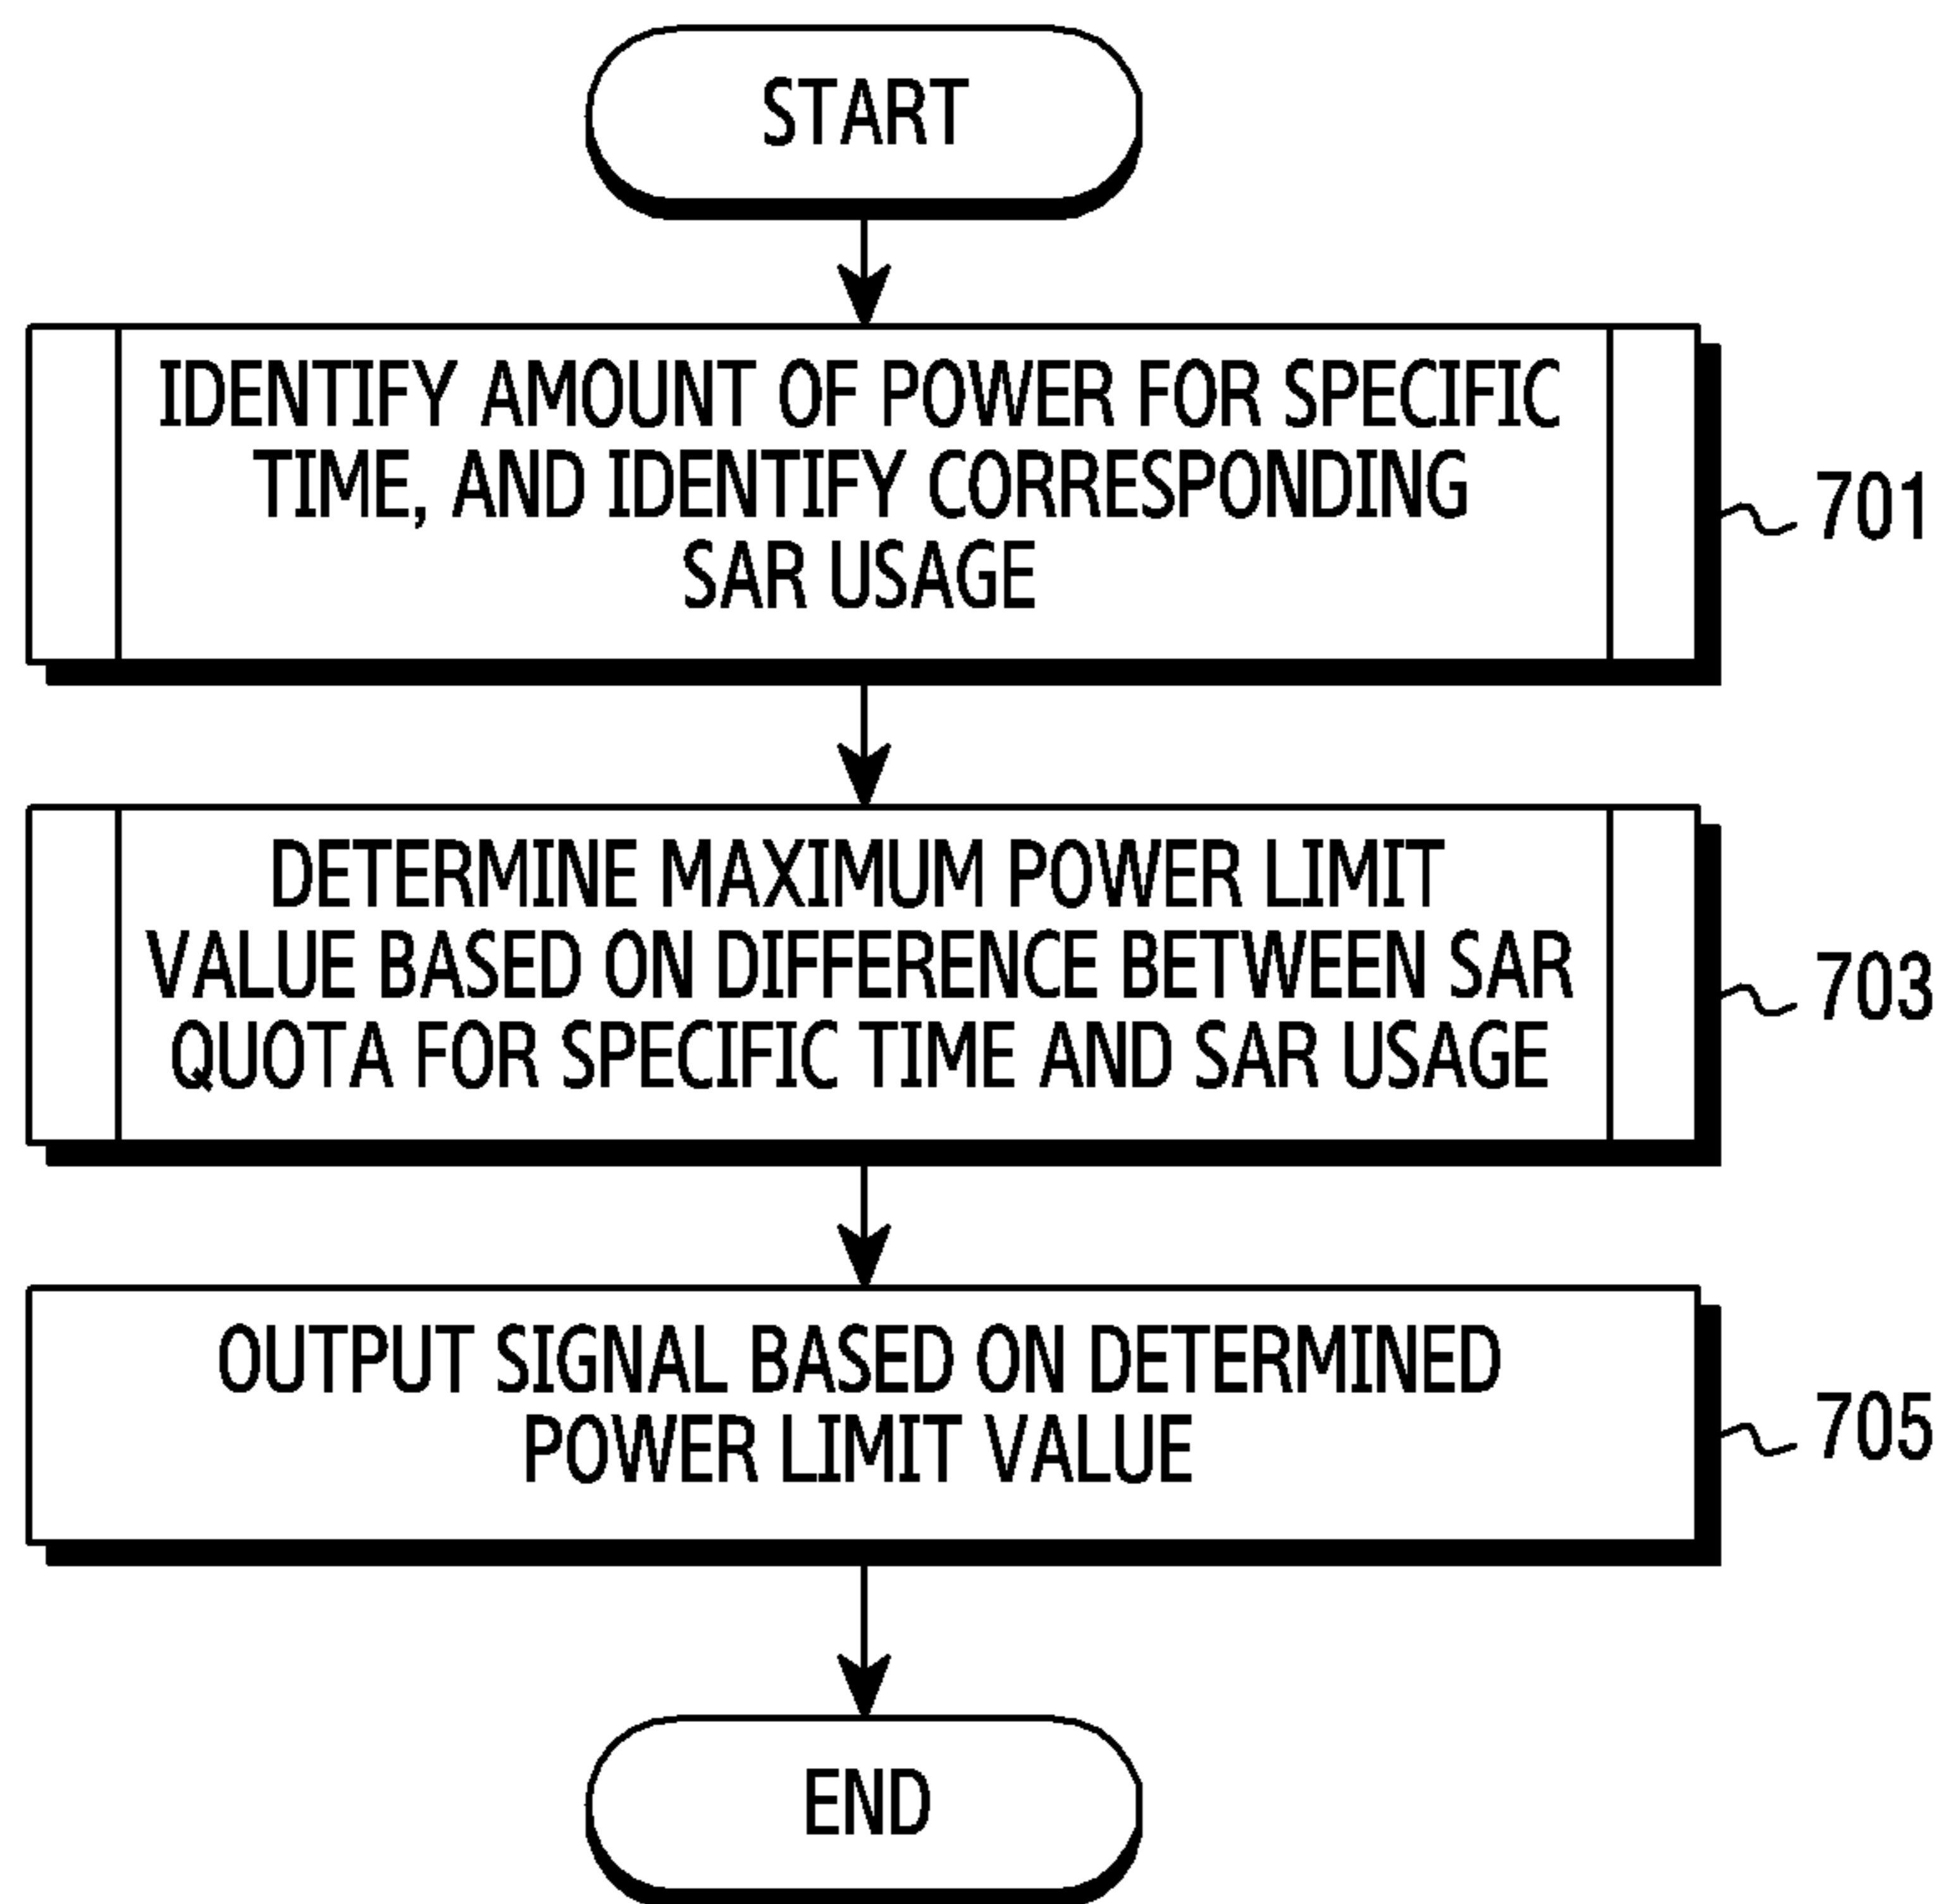 START
IDENTIFY AMOUNT OF POWER FOR SPECIFIC
TIME, AND IDENTIFY CORRESPONDING
SAR USAGE
701
DETERMINE MAXIMUM POWER LIMIT
VALUE BASED ON DIFFERENCE BETWEEN SAR
QUOTA FOR SPECIFIC TIME AND SAR USAGE
703
OUTPUT SIGNAL BASED ON DETERMINED
POWER LIMIT VALUE
705
END